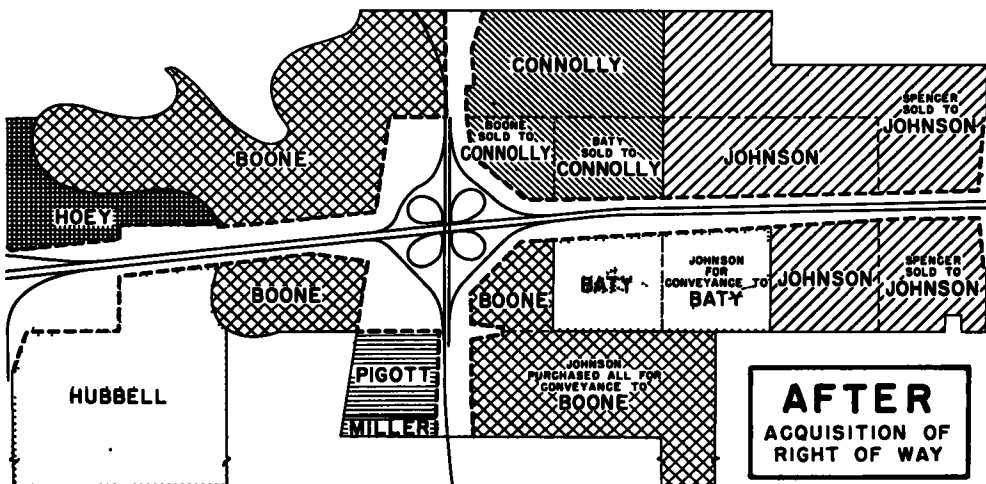 CONNOLLY
SPENCER
SOLD TO
JOHNSON
BOONE
SOLD TO
CONNOLLY
BATY
SOLD TO
CONNOLLY
JOHNSON
BOONE
HOEY
BOONE
BOONE
BATY
JOHNSON
FOR
CONVEYANCE TO
BATY
JOHNSON
SPENCER
SOLD TO
JOHNSON
HUBBELL
PIGOTT
MILLER
JOHNSON
PURCHASED ALL FOR
CONVEYANCE TO
BOONE
AFTER
ACQUISITION OF
RIGHT OF WAY